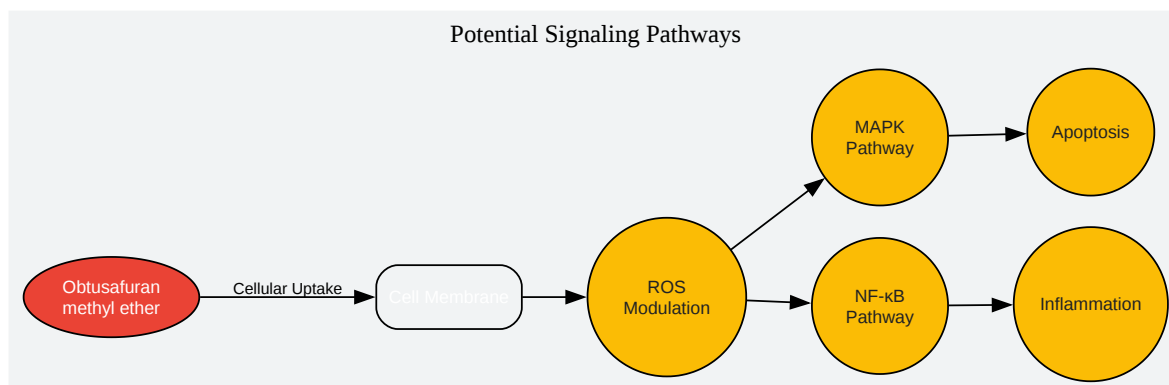 Potential Signaling Pathways
Obtusafuran
methyl ether
Cellular Uptake
Cell Membrane
ROS
Modulation
MAPK
Pathway
Apoptosis
NF-κB
Pathway
Inflammation